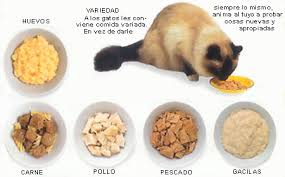 HUEVOS
VARIEDAD
A los gatos les con-
viene comida variada.
En vez de darle
siempre lo mismo,
anima al tuyo a probar
cosas nuevas y
apropiadas
CARNE
POLLO
PESCADO
GACILAS